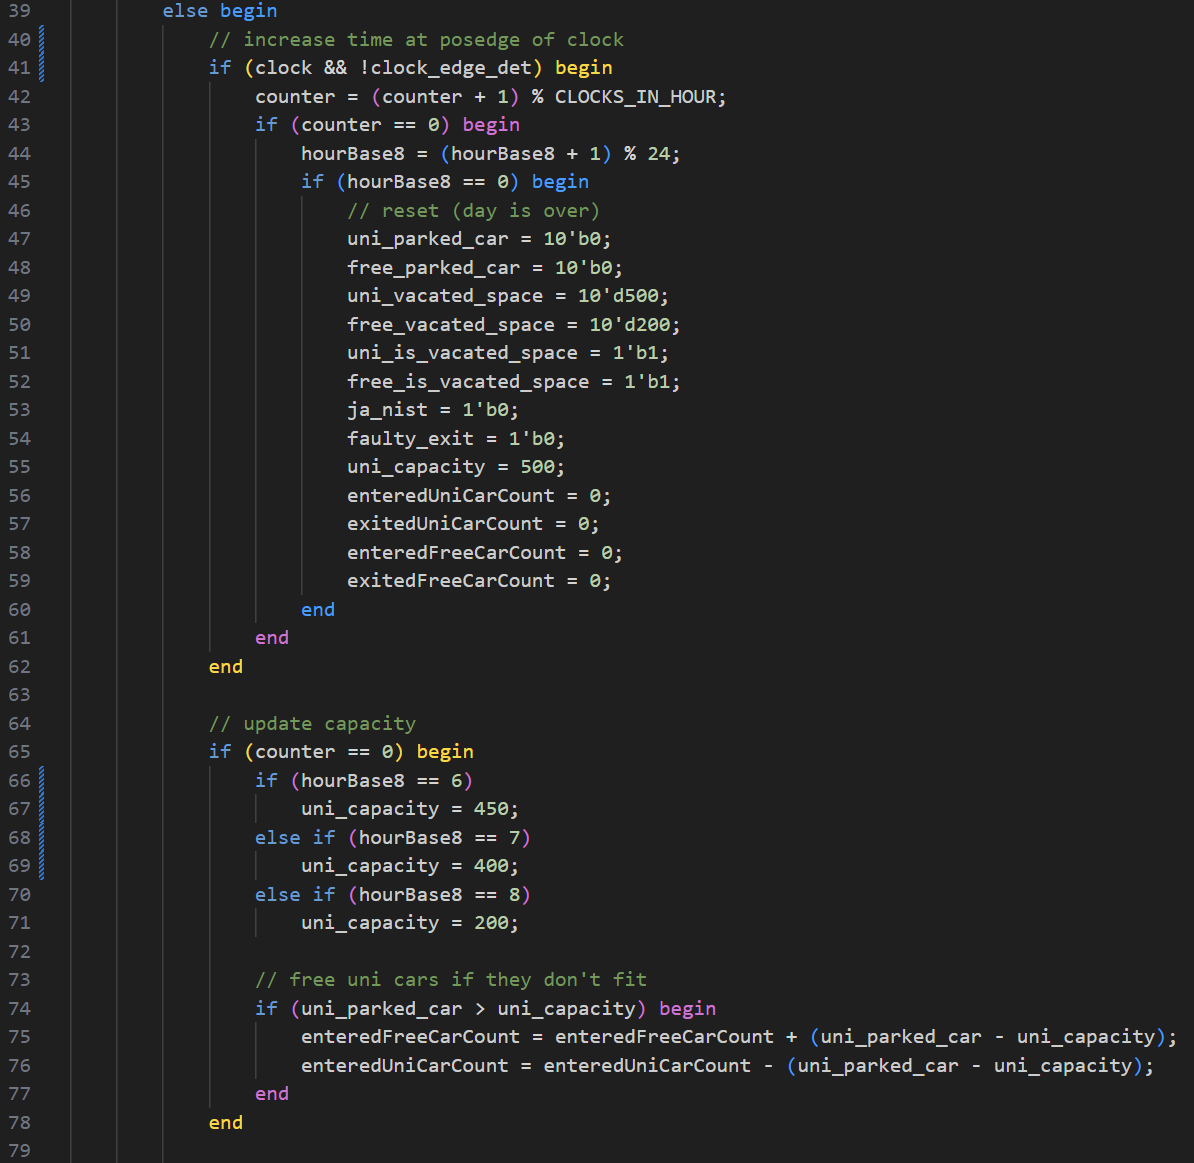 39 else begin
40 // increase time at posedge of clock
41 if (clock && !clock_edge_det) begin
42 counter = (counter + 1) % CLOCKS_IN_HOUR;
43 if (counter == 0) begin
44 hourBase8 = (hourBase8 + 1) % 24;
45 if (hourBase8 == 0) begin
46 // reset (day is over)
47 uni_parked_car = 10'b0;
48 free_parked_car = 10'b0;
49 uni_vacated_space = 10'd500;
50 free_vacated_space = 10'd200;
51 uni_is_vacated_space = 1'b1;
52 free_is_vacated_space = 1'b1;
53 ja_nist = 1'b0;
54 faulty_exit = 1'b0;
55 uni_capacity = 500;
56 enteredUniCarCount = 0;
57 exitedUniCarCount = 0;
58 enteredFreeCarCount = 0;
59 exitedFreeCarCount = 0;
60 end
61 end
62 end
63
64 // update capacity
65 if (counter == 0) begin
66 if (hourBase8 == 6)
67 uni_capacity = 450;
68 else if (hourBase8 == 7)
69 uni_capacity = 400;
70 else if (hourBase8 == 8)
71 uni_capacity = 200;
72
73 // free uni cars if they don't fit
74 if (uni_parked_car > uni_capacity) begin
75 enteredFreeCarCount = enteredFreeCarCount + (uni_parked_car - uni_capacity);
76 enteredUniCarCount = enteredUniCarCount - (uni_parked_car - uni_capacity);
77 end
78 end
79